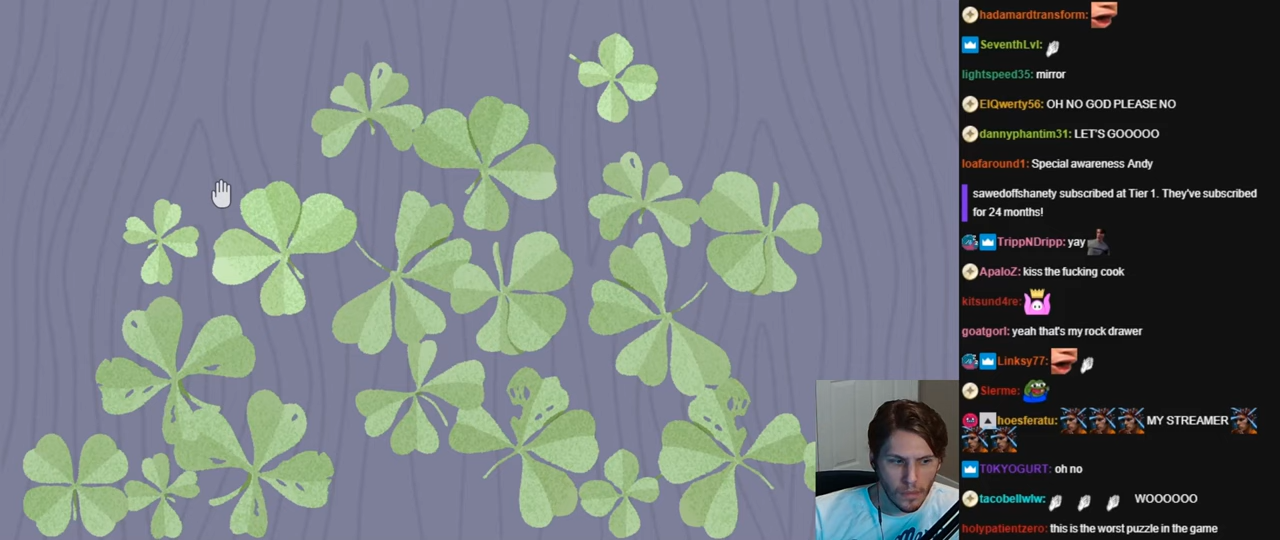 hadamardtransform:
SeventhLvl:
lightspeed35: mirror
ElQwerty56: OH NO GOD PLEASE NO
dannyphantim31: LET'S GOOOOO
loafaround1: Special awareness Andy
sawedoffshanety subscribed at Tier 1. They've subscribed
for 24 months!
TrippNDripp: yay
ApaloZ: kiss the fucking cook
kitsund4re:
goatgorl: yeah that's my rock drawer
Linksy77:
Slerme:
hoesferatu: MY STREAMER
T0KYOGURT: oh no
tacobellwlw: WOOOOOO
holypatientzero: this is the worst puzzle in the game